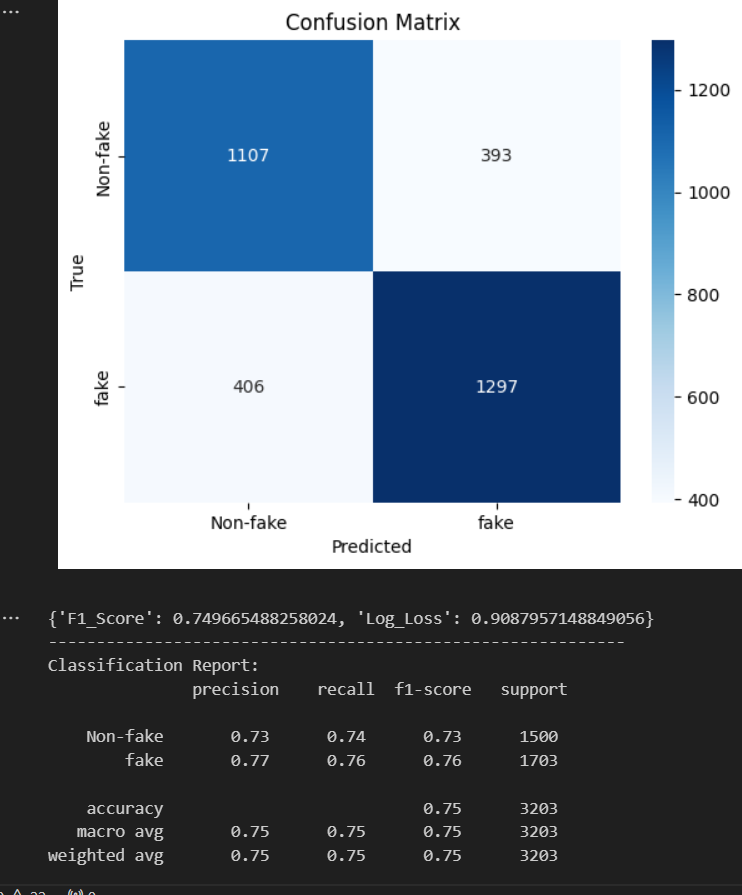 ...
Confusion Matrix
Non-fake
1107
393
1200
1000
True
800
fake
406
1297
600
400
Non-fake
fake
Predicted
...
{'F1_Score': 0.749665488258024, 'Log_Loss': 0.9087957148849056}
------------------------------------------------------------
Classification Report:
precision recall f1-score support
Non-fake 0.73 0.74 0.73 1500
fake 0.77 0.76 0.76 1703
accuracy 0.75 3203
macro avg 0.75 0.75 0.75 3203
weighted avg 0.75 0.75 0.75 3203